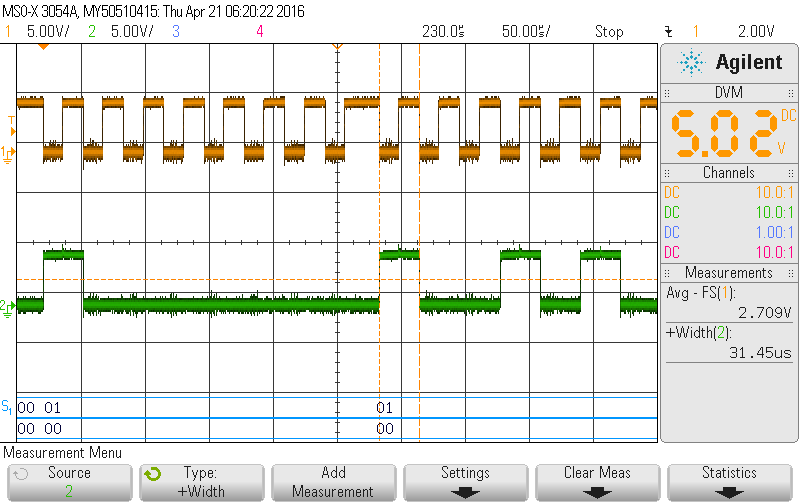 MSO-X 3054A, MY50510415: Thu Apr 21 06:20:22 2016
1 5.00V/ 2 5.00V/ 3 4 230.0s 50.00s/ Stop 1 2.00V
Agilent
DVM
5.02 DC V
Channels
DC 10.0:1
DC 10.0:1
DC 1.00:1
DC 10.0:1
Measurements
Avg - FS(1):
2.709V
+Width(2):
31.45us
T
1
2
S1
00 01 01
00 00 00
Measurement Menu
Source
2
Type:
+Width
Add
Measurement
Settings
Clear Meas
Statistics